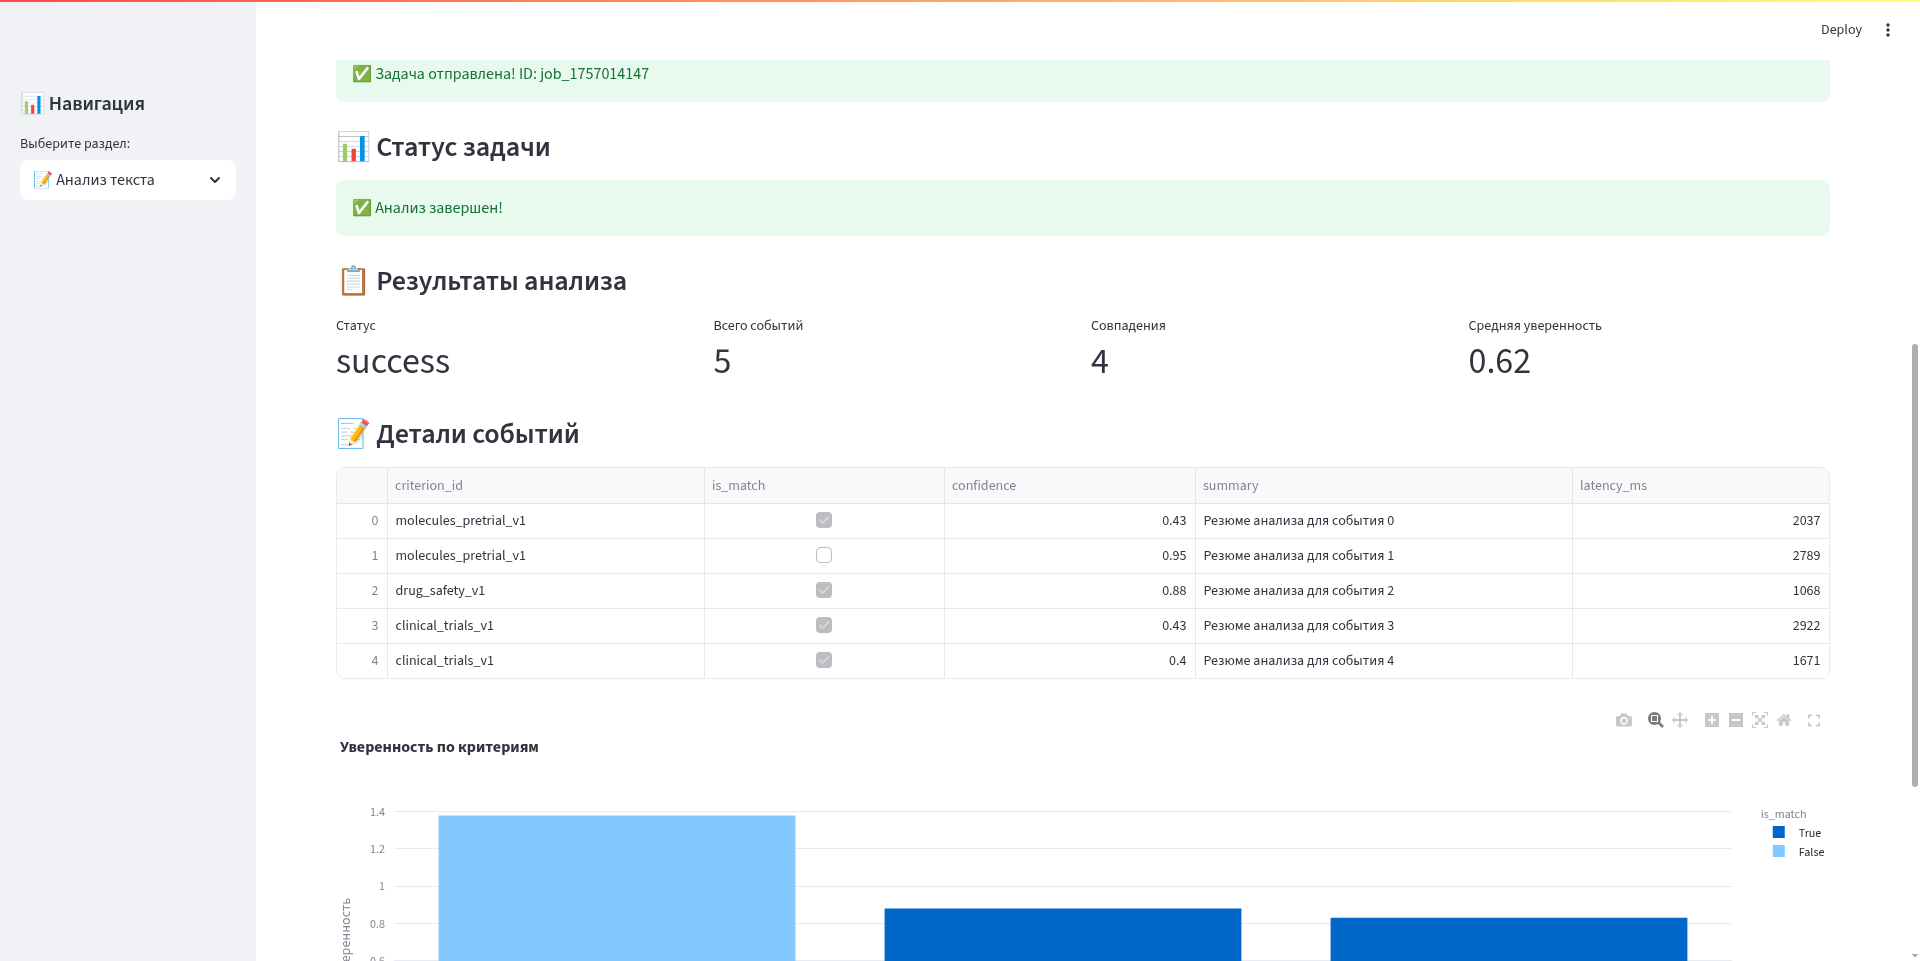 Deploy
📊 Навигация
Выберите раздел:
📝 Анализ текста
✅ Задача отправлена! ID: job_1757014147
📊 Статус задачи
✅ Анализ завершен!
📋 Результаты анализа
Статус Всего событий Совпадения Средняя уверенность
success 5 4 0.62
📝 Детали событий
criterion_id is_match confidence summary latency_ms
0 molecules_pretrial_v1 0.43 Резюме анализа для события 0 2037
1 molecules_pretrial_v1 0.95 Резюме анализа для события 1 2789
2 drug_safety_v1 0.88 Резюме анализа для события 2 1068
3 clinical_trials_v1 0.43 Резюме анализа для события 3 2922
4 clinical_trials_v1 0.4 Резюме анализа для события 4 1671
Уверенность по критериям
1.4
1.2
1
0.8
is_match
True
False